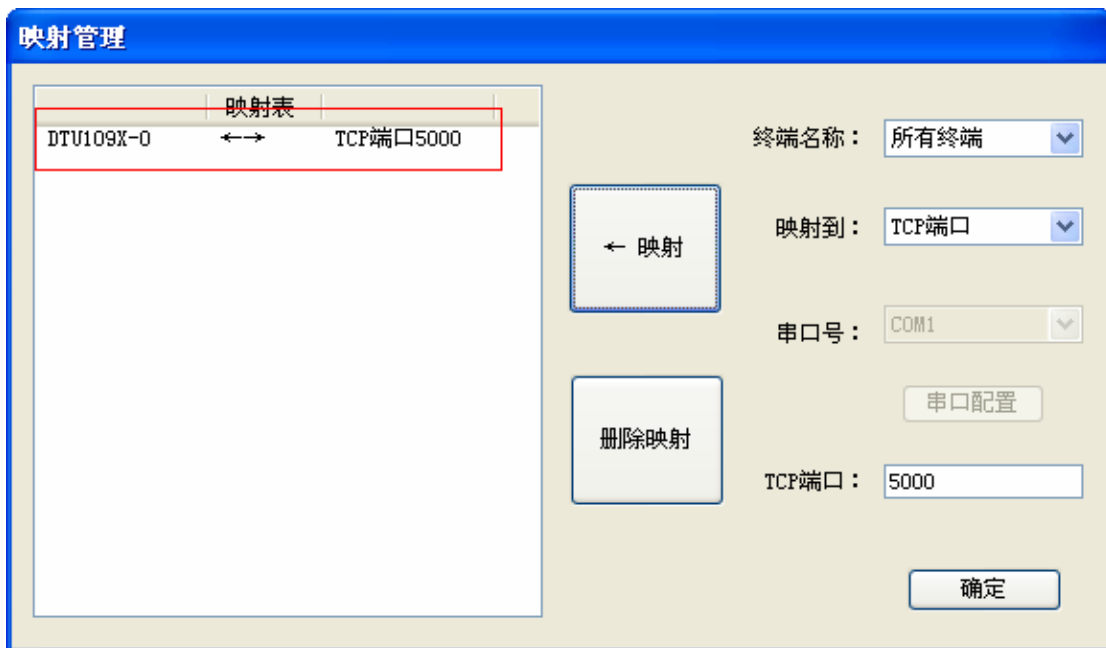 映射管理
映射表
DTU109X-0 ←→ TCP端口5000
终端名称： 所有终端
← 映射
映射到： TCP端口
串口号： COM1
串口配置
删除映射
TCP端口： 5000
确定